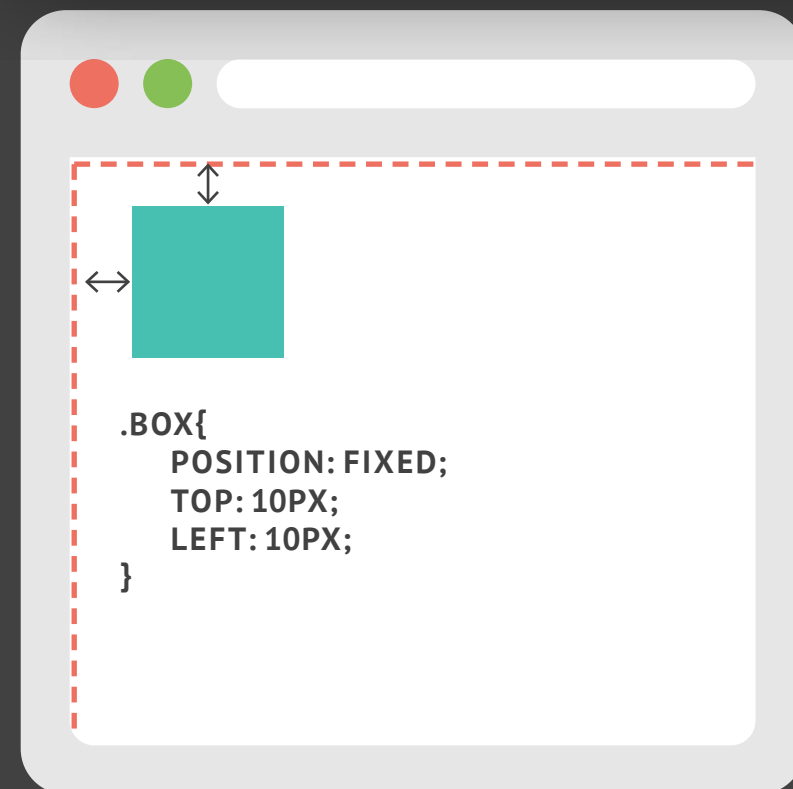 .BOX{
POSITION: FIXED;
TOP: 10PX;
LEFT: 10PX;
}